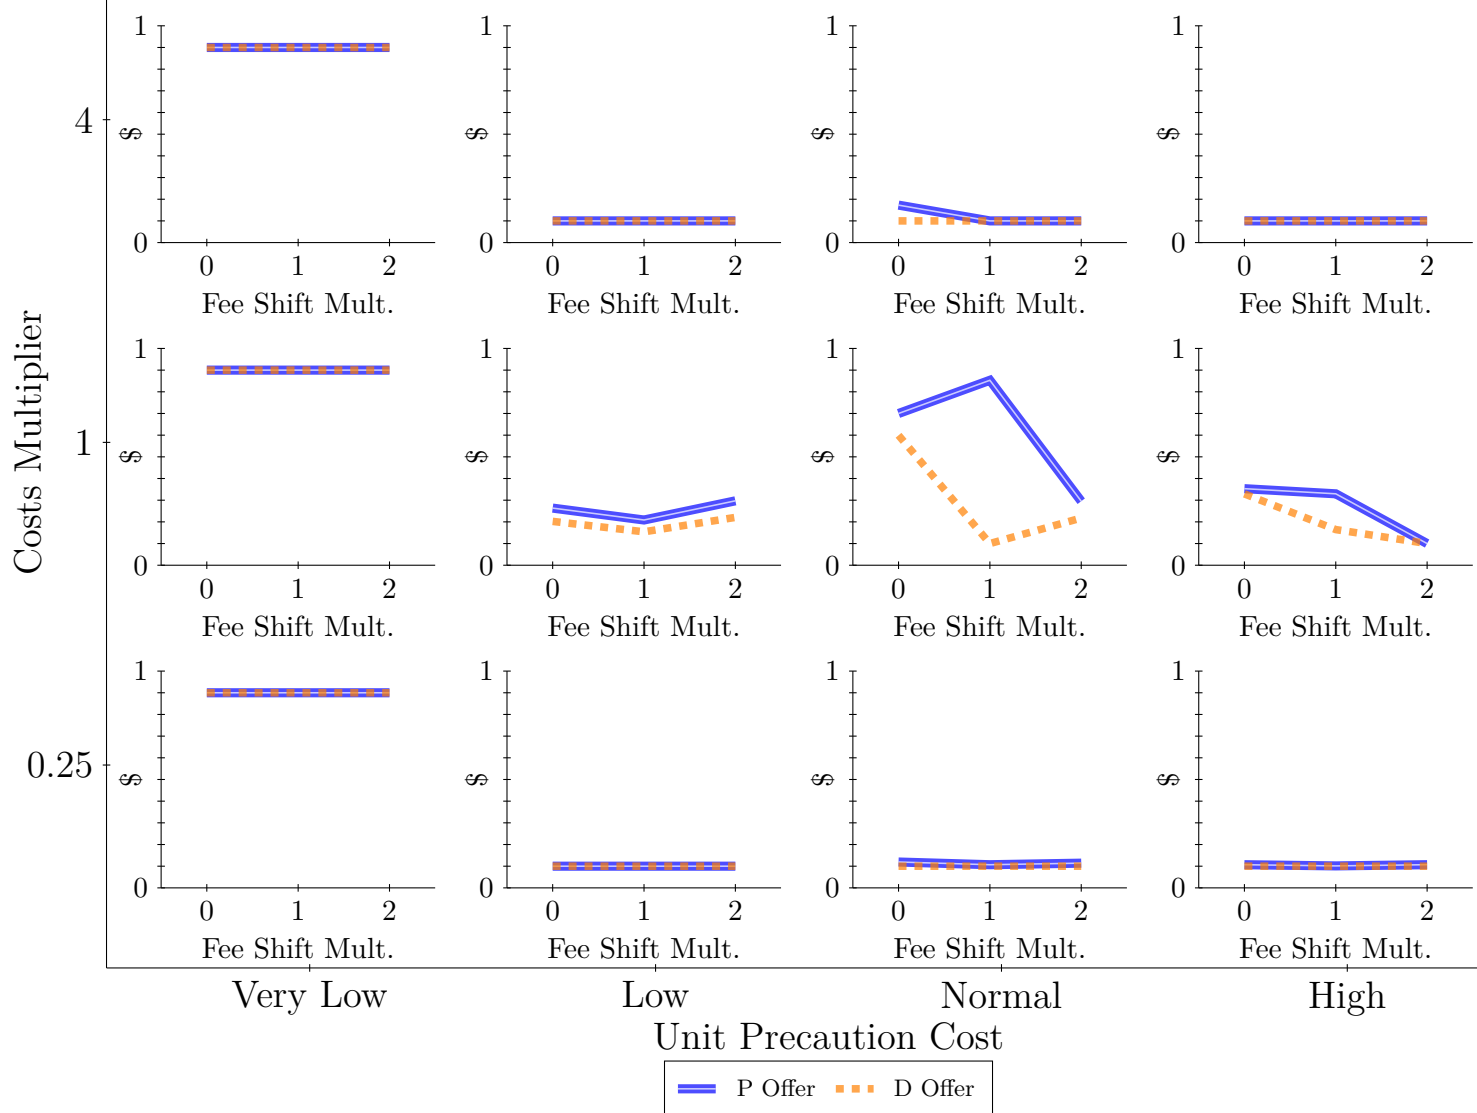 Costs Multiplier
4
1
$
0
0 1 2
Fee Shift Mult.
1
$
0
0 1 2
Fee Shift Mult.
1
$
0
0 1 2
Fee Shift Mult.
1
$
0
0 1 2
Fee Shift Mult.
1
1
$
0
0 1 2
Fee Shift Mult.
1
$
0
0 1 2
Fee Shift Mult.
1
$
0
0 1 2
Fee Shift Mult.
1
$
0
0 1 2
Fee Shift Mult.
0.25
1
$
0
0 1 2
Fee Shift Mult.
1
$
0
0 1 2
Fee Shift Mult.
1
$
0
0 1 2
Fee Shift Mult.
1
$
0
0 1 2
Fee Shift Mult.
Very Low
Low
Normal
High
Unit Precaution Cost
P Offer
D Offer